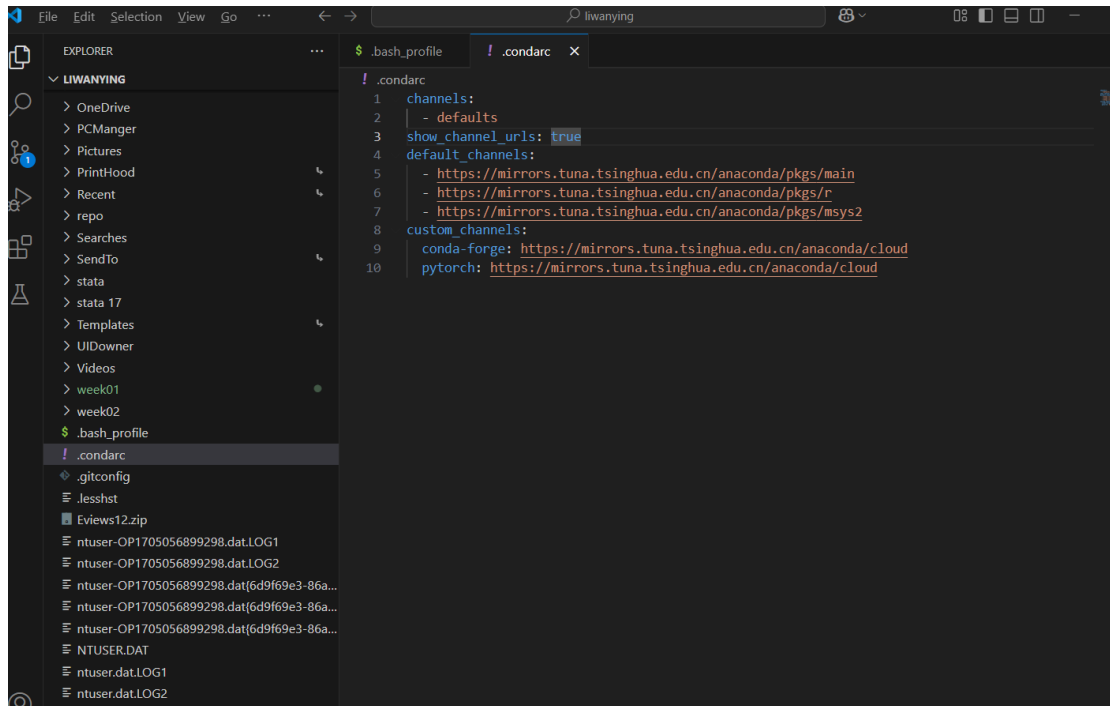 File Edit Selection View Go ··· ← → liwanying
EXPLORER ···
LIWANYING
OneDrive
PCManger
Pictures
PrintHood
Recent
repo
Searches
SendTo
stata
stata 17
Templates
UIDowner
Videos
week01
week02
$ .bash_profile
! .condarc
.gitconfig
.lesshst
Eviews12.zip
ntuser-OP1705056899298.dat.LOG1
ntuser-OP1705056899298.dat.LOG2
ntuser-OP1705056899298.dat{6d9f69e3-86a...
ntuser-OP1705056899298.dat{6d9f69e3-86a...
ntuser-OP1705056899298.dat{6d9f69e3-86a...
NTUSER.DAT
ntuser.dat.LOG1
ntuser.dat.LOG2
1
$ .bash_profile ! .condarc ×
! .condarc
1 channels:
2 - defaults
3 show_channel_urls: true
4 default_channels:
5 - https://mirrors.tuna.tsinghua.edu.cn/anaconda/pkgs/main
6 - https://mirrors.tuna.tsinghua.edu.cn/anaconda/pkgs/r
7 - https://mirrors.tuna.tsinghua.edu.cn/anaconda/pkgs/msys2
8 custom_channels:
9 conda-forge: https://mirrors.tuna.tsinghua.edu.cn/anaconda/cloud
10 pytorch: https://mirrors.tuna.tsinghua.edu.cn/anaconda/cloud